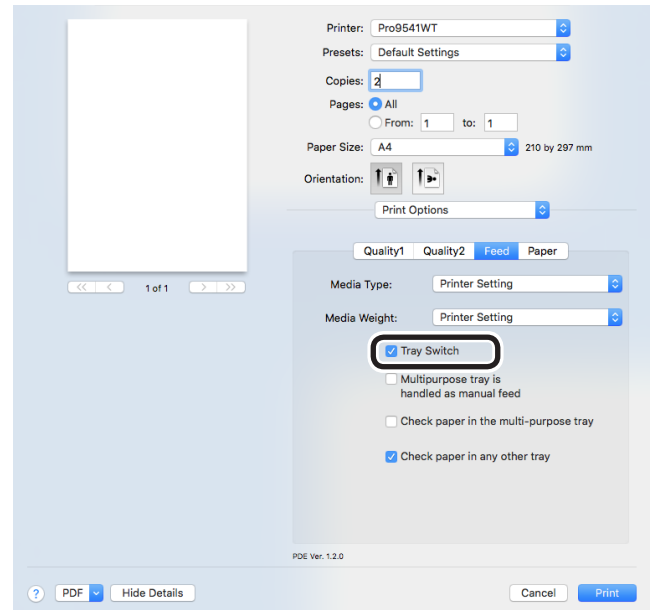 Printer: Pro9541WT
Presets: Default Settings
Copies: 2
Pages: All
From: 1 to: 1
Paper Size: A4 210 by 297 mm
Orientation:
Print Options
Quality1 Quality2 Feed Paper
<< < 1 of 1 > >>
Media Type: Printer Setting
Media Weight: Printer Setting
Tray Switch
Multipurpose tray is
handled as manual feed
Check paper in the multi-purpose tray
Check paper in any other tray
PDE Ver. 1.2.0
? PDF Hide Details Cancel Print